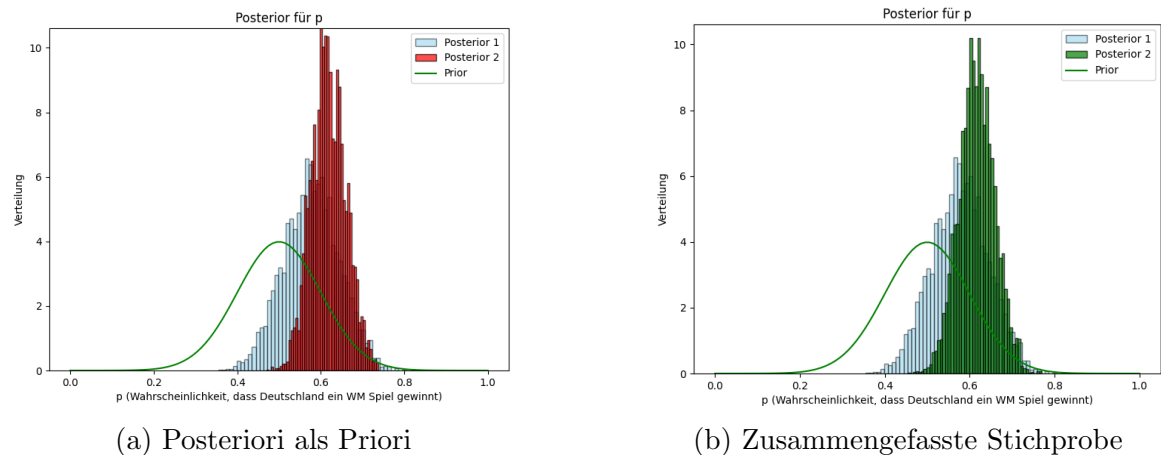 Posterior für p
Posterior 1
Posterior 2
Prior
Verteilung
10
8
6
4
2
0
0.0 0.2 0.4 0.6 0.8 1.0
p (Wahrscheinlichkeit, dass Deutschland ein WM Spiel gewinnt)
(a) Posteriori als Priori
Posterior für p
Posterior 1
Posterior 2
Prior
Verteilung
10
8
6
4
2
0
0.0 0.2 0.4 0.6 0.8 1.0
p (Wahrscheinlichkeit, dass Deutschland ein WM Spiel gewinnt)
(b) Zusammengefasste Stichprobe